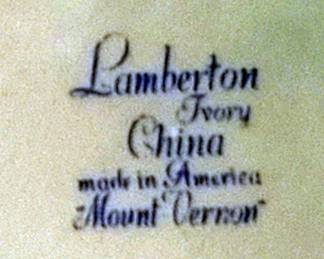 Lamberton
Ivory
China
made in America
"Mount Vernon"